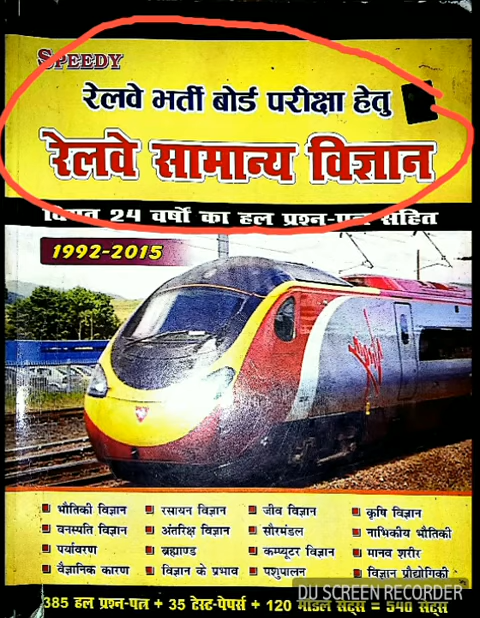 SPEEDY
रेलवे भर्ती बोर्ड परीक्षा हेतु
रेलवे सामान्य विज्ञान
विगत 24 वर्षो का हल प्रश्न-पत्र सहित
1992-2015
भौतिकी विज्ञान रसायन विज्ञान जीव विज्ञान कृषि विज्ञान
वनस्पति विज्ञान अंतरिक्ष विज्ञान सौरमंडल नाभिकीय भौतिकी
पर्यावरण ब्रह्माण्ड कम्प्यूटर विज्ञान मानव शरीर
वैज्ञानिक कारण विज्ञान के प्रभाव पशुपालन विज्ञान प्रौद्योगिकी
DU SCREEN RECORDER
385 हल प्रश्न-पत्र + 35 टेस्ट-पेपर्स + 120 मॉडल सेट्स = 540 सेट्स